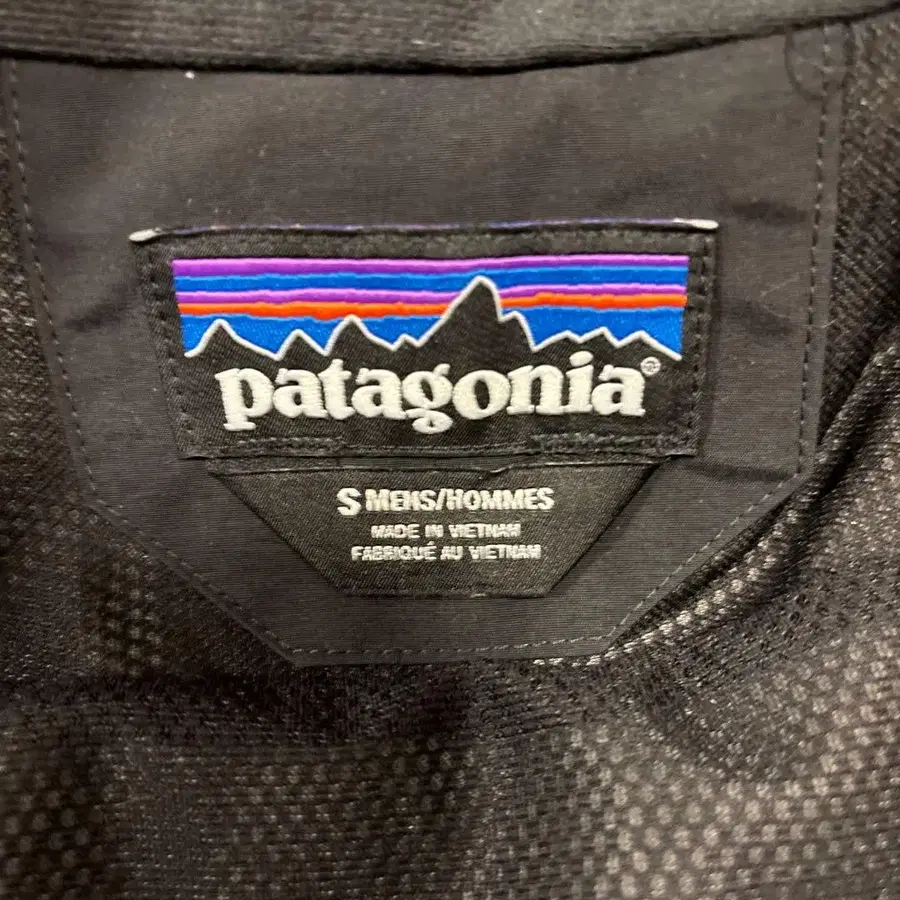 patagonia®
S MENS/HOMMES
MADE IN VIETNAM
FABRIQUÉ AU VIETNAM